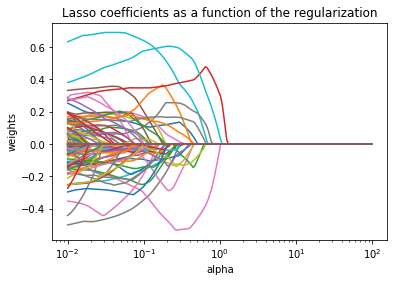 Lasso coefficients as a function of the regularization
weights
0.6
0.4
0.2
0.0
−0.2
−0.4
10⁻² 10⁻¹ 10⁰ 10¹ 10²
alpha